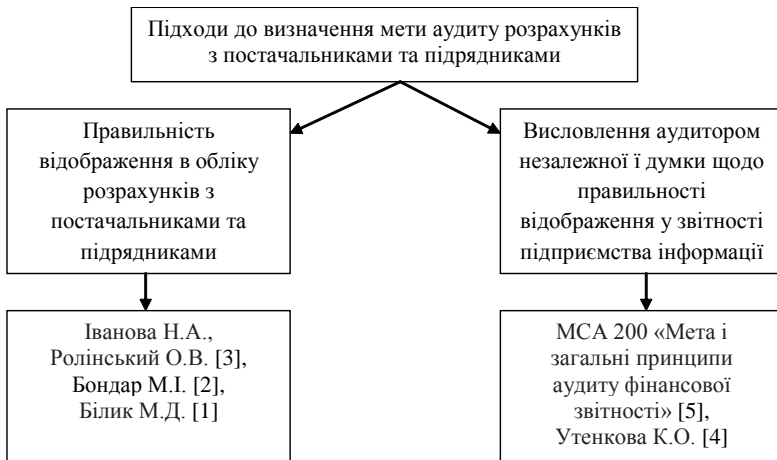 Підходи до визначення мети аудиту розрахунків
з постачальниками та підрядниками
Правильність
відображення в обліку
розрахунків з
постачальниками та
підрядниками
Висловлення аудитором
незалежної ї думки щодо
правильності
відображення у звітності
підприємства інформації
Іванова Н.А.,
Ролінський О.В. [3],
Бондар М.І. [2],
Білик М.Д. [1]
МСА 200 «Мета і
загальні принципи
аудиту фінансової
звітності» [5],
Утенкова К.О. [4]